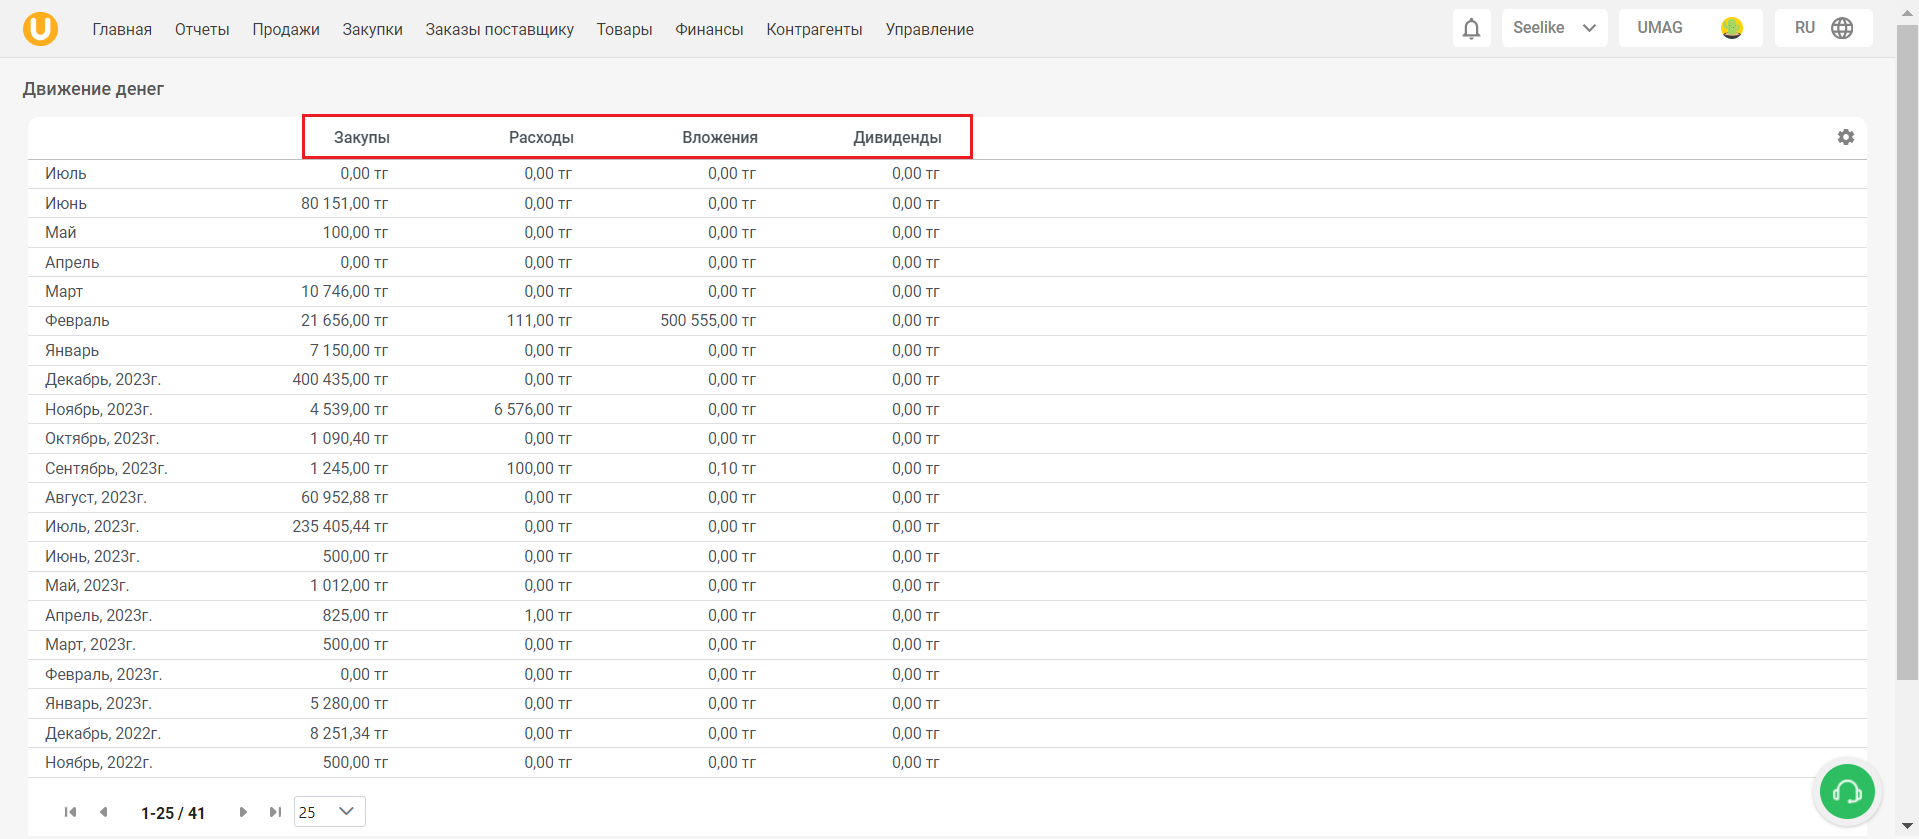 U Главная Отчеты Продажи Закупки Заказы поставщику Товары Финансы Контрагенты Управление Seelike UMAG RU
Движение денег
Закупы Расходы Вложения Дивиденды
Июль 0,00 тг 0,00 тг 0,00 тг 0,00 тг
Июнь 80 151,00 тг 0,00 тг 0,00 тг 0,00 тг
Май 100,00 тг 0,00 тг 0,00 тг 0,00 тг
Апрель 0,00 тг 0,00 тг 0,00 тг 0,00 тг
Март 10 746,00 тг 0,00 тг 0,00 тг 0,00 тг
Февраль 21 656,00 тг 111,00 тг 500 555,00 тг 0,00 тг
Январь 7 150,00 тг 0,00 тг 0,00 тг 0,00 тг
Декабрь, 2023г. 400 435,00 тг 0,00 тг 0,00 тг 0,00 тг
Ноябрь, 2023г. 4 539,00 тг 6 576,00 тг 0,00 тг 0,00 тг
Октябрь, 2023г. 1 090,40 тг 0,00 тг 0,00 тг 0,00 тг
Сентябрь, 2023г. 1 245,00 тг 100,00 тг 0,10 тг 0,00 тг
Август, 2023г. 60 952,88 тг 0,00 тг 0,00 тг 0,00 тг
Июль, 2023г. 235 405,44 тг 0,00 тг 0,00 тг 0,00 тг
Июнь, 2023г. 500,00 тг 0,00 тг 0,00 тг 0,00 тг
Май, 2023г. 1 012,00 тг 0,00 тг 0,00 тг 0,00 тг
Апрель, 2023г. 825,00 тг 1,00 тг 0,00 тг 0,00 тг
Март, 2023г. 500,00 тг 0,00 тг 0,00 тг 0,00 тг
Февраль, 2023г. 0,00 тг 0,00 тг 0,00 тг 0,00 тг
Январь, 2023г. 5 280,00 тг 0,00 тг 0,00 тг 0,00 тг
Декабрь, 2022г. 8 251,34 тг 0,00 тг 0,00 тг 0,00 тг
Ноябрь, 2022г. 500,00 тг 0,00 тг 0,00 тг 0,00 тг
1-25 / 41 25